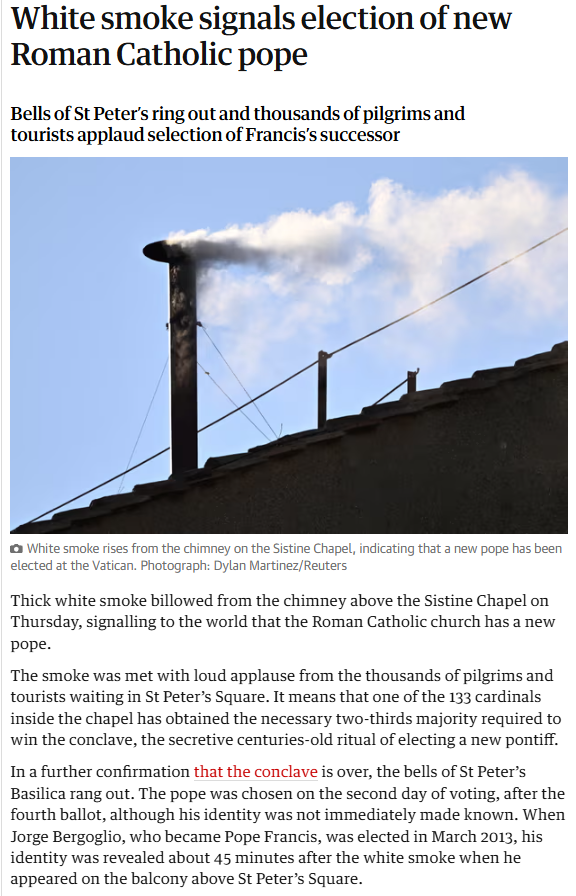 White smoke signals election of new
Roman Catholic pope
Bells of St Peter’s ring out and thousands of pilgrims and
tourists applaud selection of Francis’s successor
White smoke rises from the chimney on the Sistine Chapel, indicating that a new pope has been
elected at the Vatican. Photograph: Dylan Martinez/Reuters
Thick white smoke billowed from the chimney above the Sistine Chapel on
Thursday, signalling to the world that the Roman Catholic church has a new
pope.
The smoke was met with loud applause from the thousands of pilgrims and
tourists waiting in St Peter’s Square. It means that one of the 133 cardinals
inside the chapel has obtained the necessary two-thirds majority required to
win the conclave, the secretive centuries-old ritual of electing a new pontiff.
In a further confirmation that the conclave is over, the bells of St Peter’s
Basilica rang out. The pope was chosen on the second day of voting, after the
fourth ballot, although his identity was not immediately made known. When
Jorge Bergoglio, who became Pope Francis, was elected in March 2013, his
identity was revealed about 45 minutes after the white smoke when he
appeared on the balcony above St Peter’s Square.